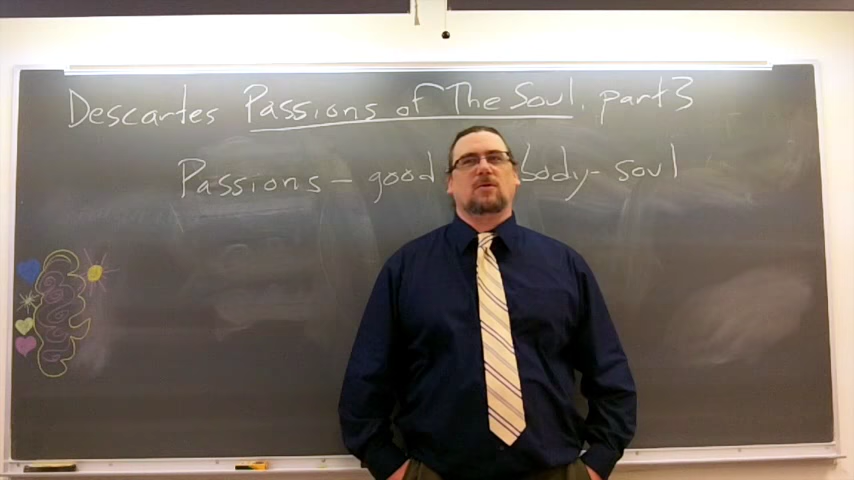 Descartes Passions of The Soul, part 3
Passions - good body - soul